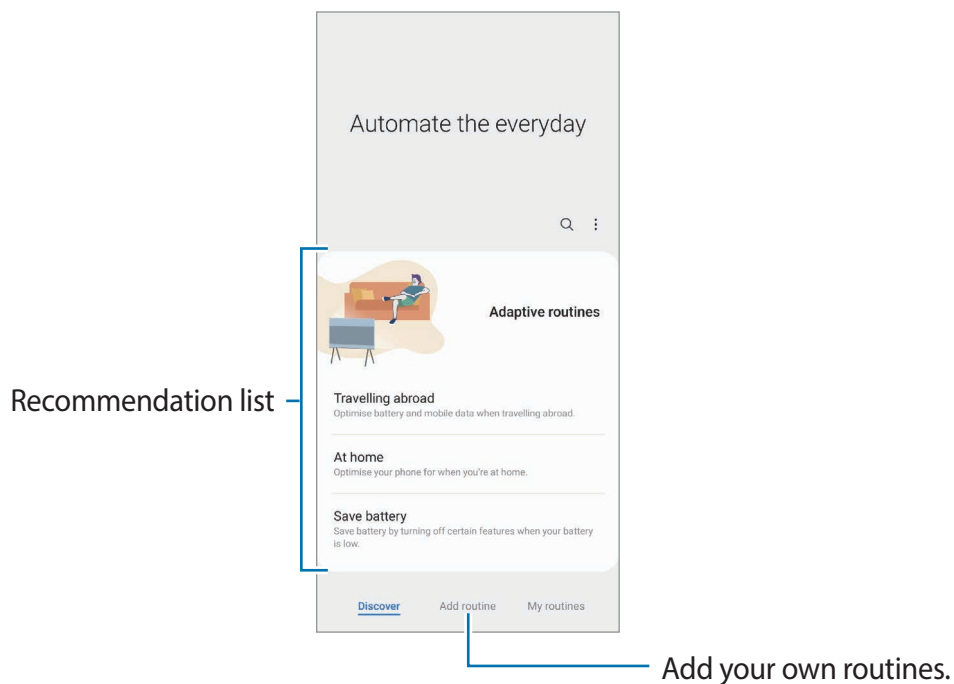 Automate the everyday
Adaptive routines
Recommendation list
Travelling abroad
Optimise battery and mobile data when travelling abroad.
At home
Optimise your phone for when you're at home.
Save battery
Save battery by turning off certain features when your battery
is low.
Discover Add routine My routines
Add your own routines.